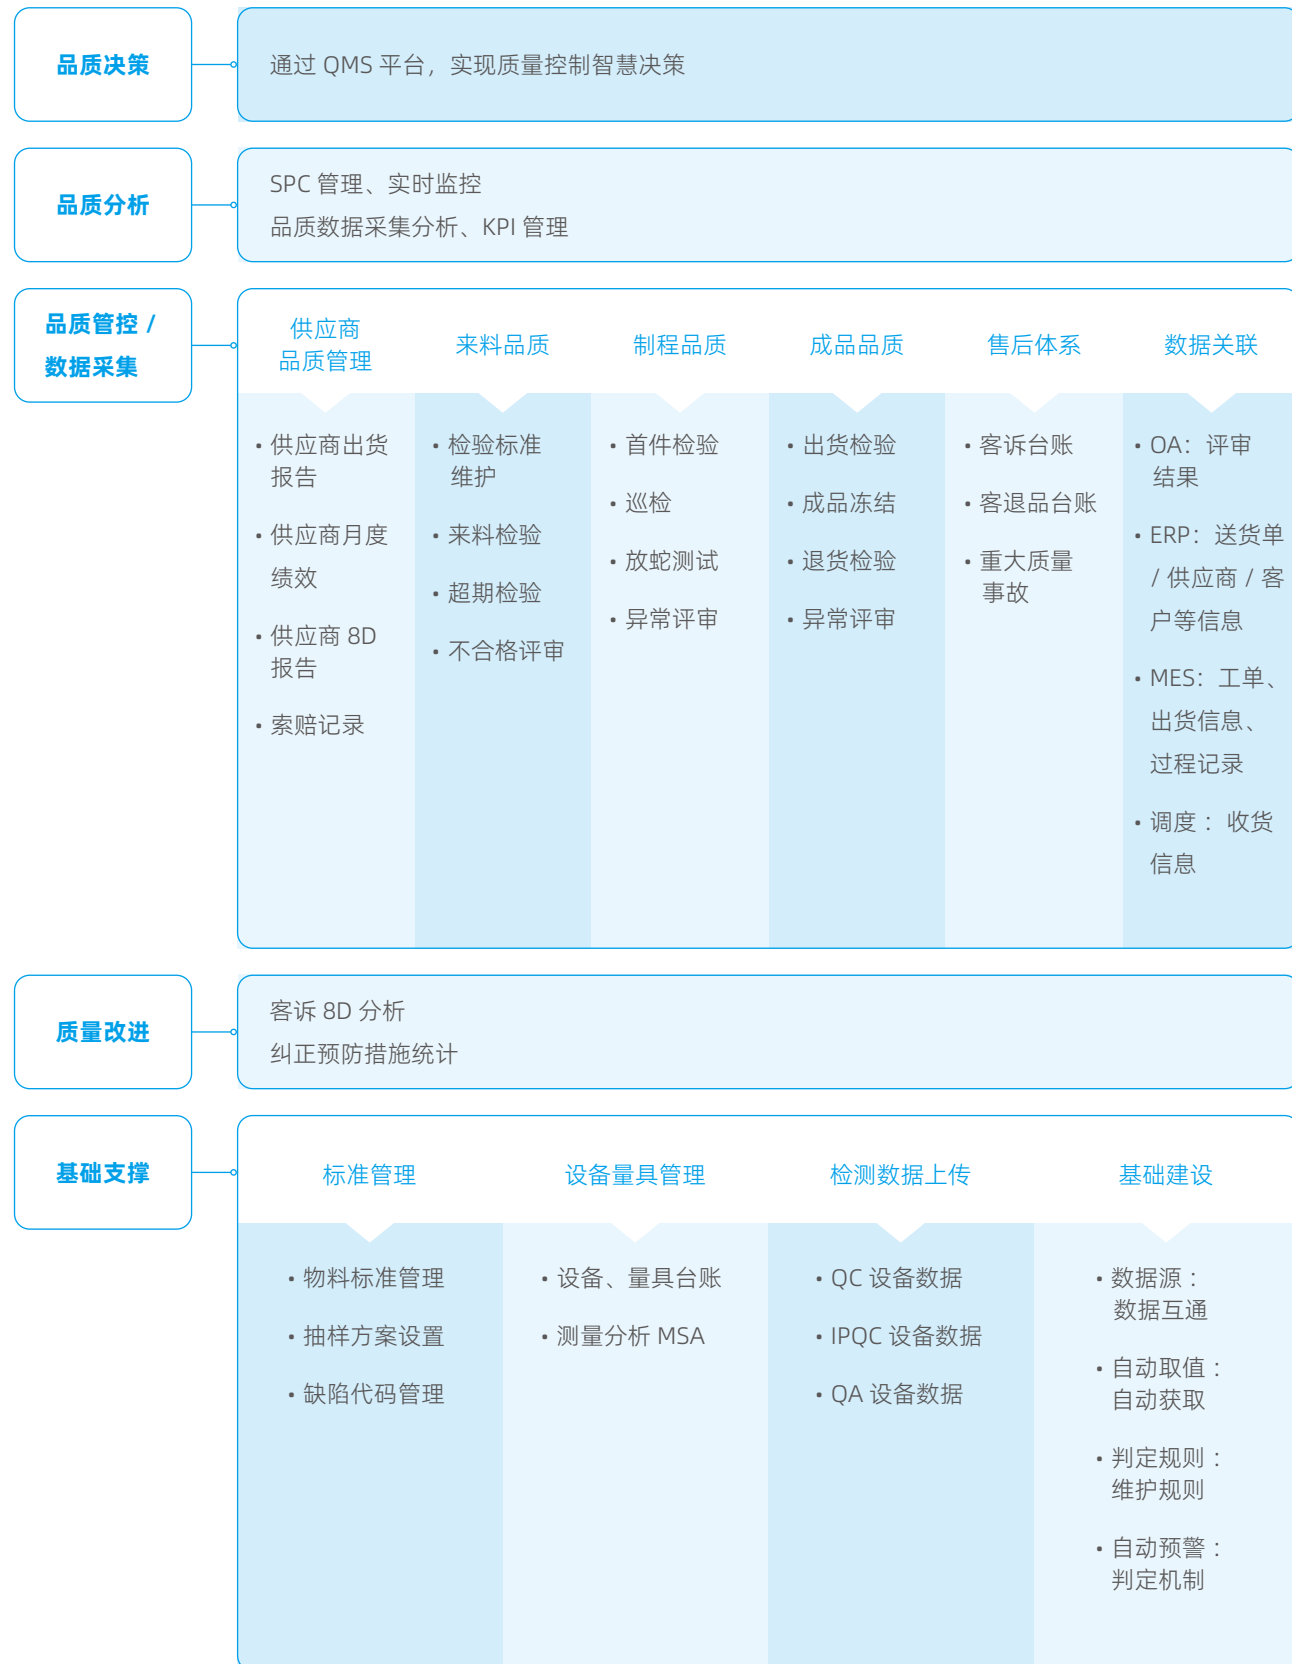 品质决策
通过 QMS 平台，实现质量控制智慧决策
品质分析
SPC 管理、实时监控
品质数据采集分析、KPI 管理
品质管控 /
数据采集
供应商
品质管理
• 供应商出货
报告
• 供应商月度
绩效
• 供应商 8D
报告
• 索赔记录
来料品质
• 检验标准
维护
• 来料检验
• 超期检验
• 不合格评审
制程品质
• 首件检验
• 巡检
• 放蛇测试
• 异常评审
成品品质
• 出货检验
• 成品冻结
• 退货检验
• 异常评审
售后体系
• 客诉台账
• 客退品台账
• 重大质量
事故
数据关联
• OA：评审
结果
• ERP：送货单
/ 供应商 / 客
户等信息
• MES：工单、
出货信息、
过程记录
• 调度 ：收货
信息
质量改进
客诉 8D 分析
纠正预防措施统计
基础支撑
标准管理
• 物料标准管理
• 抽样方案设置
• 缺陷代码管理
设备量具管理
• 设备、量具台账
• 测量分析 MSA
检测数据上传
• QC 设备数据
• IPQC 设备数据
• QA 设备数据
基础建设
• 数据源 ：
数据互通
• 自动取值 ：
自动获取
• 判定规则 ：
维护规则
• 自动预警 ：
判定机制